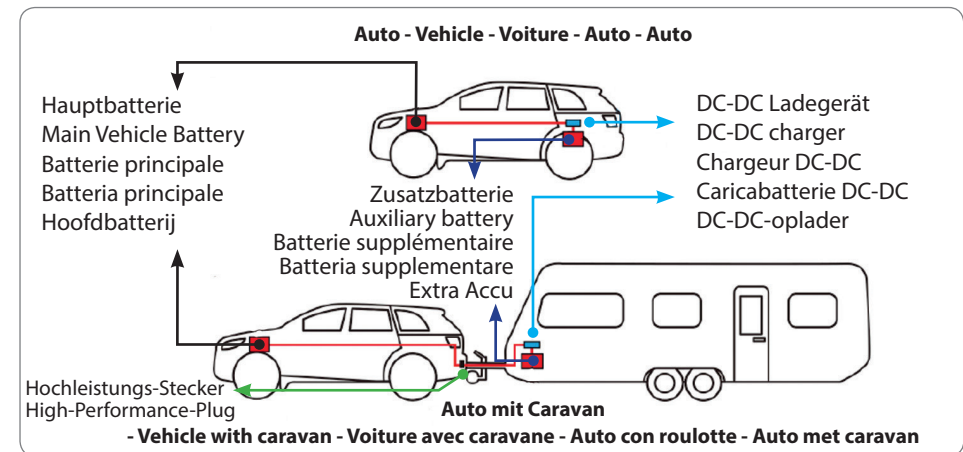 Auto - Vehicle - Voiture - Auto - Auto
Hauptbatterie
Main Vehicle Battery
Batterie principale
Batteria principale
Hoofdbatterij
DC-DC Ladegerät
DC-DC charger
Chargeur DC-DC
Caricabatterie DC-DC
DC-DC-oplader
Zusatzbatterie
Auxiliary battery
Batterie supplémentaire
Batteria supplementare
Extra Accu
Hochleistungs-Stecker
High-Performance-Plug
Auto mit Caravan
- Vehicle with caravan - Voiture avec caravane - Auto con roulotte - Auto met caravan